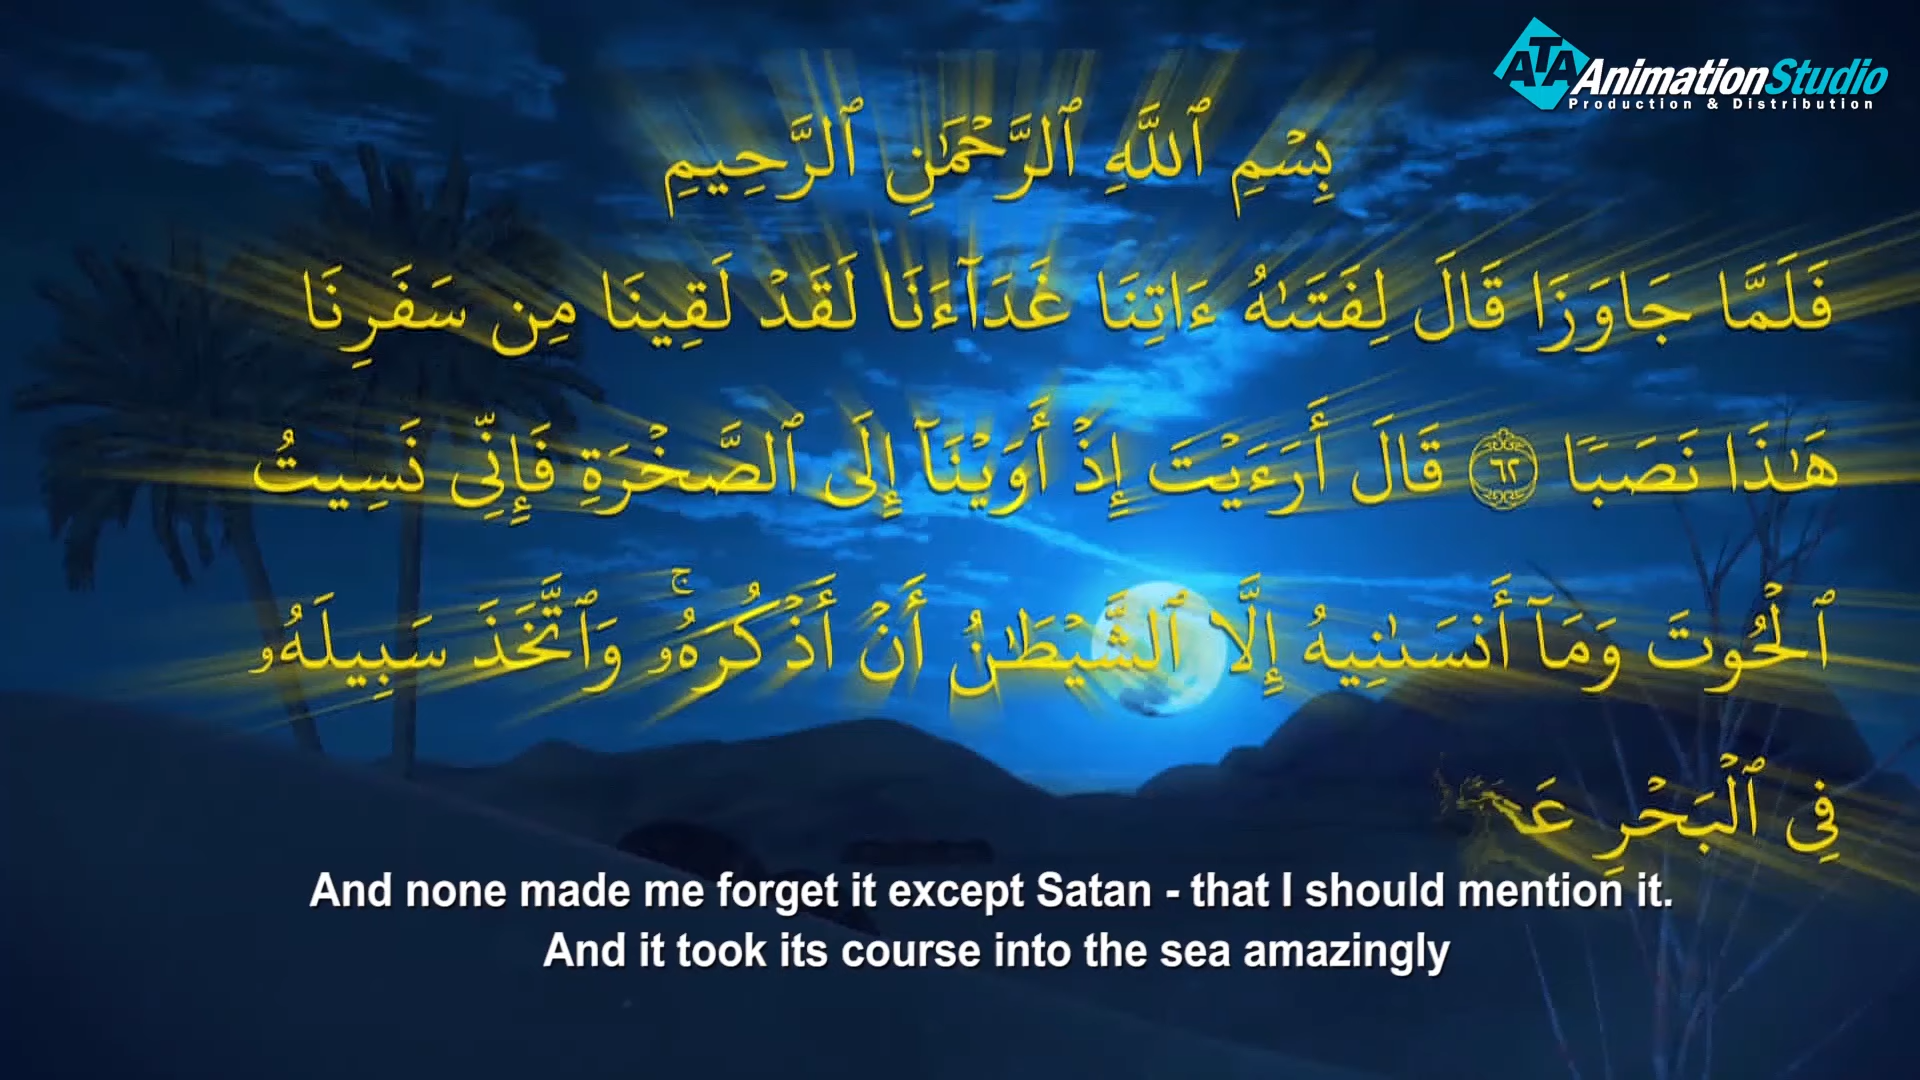 ATA AnimationStudio
Production & Distribution
بِسْمِ ٱللَّهِ ٱلرَّحْمَٰنِ ٱلرَّحِيمِ
فَلَمَّا جَاوَزَا قَالَ لِفَتَىٰهُ ءَاتِنَا غَدَآءَنَا لَقَدْ لَقِينَا مِن سَفَرِنَا
هَٰذَا نَصَبًا ٦٢ قَالَ أَرَءَيْتَ إِذْ أَوَيْنَآ إِلَى ٱلصَّخْرَةِ فَإِنِّى نَسِيتُ
ٱلْحُوتَ وَمَآ أَنسَىٰنِيهُ إِلَّا ٱلشَّيْطَٰنُ أَنْ أَذْكُرَهُۥ ۚ وَٱتَّخَذَ سَبِيلَهُۥ
فِى ٱلْبَحْرِ
And none made me forget it except Satan - that I should mention it.
And it took its course into the sea amazingly